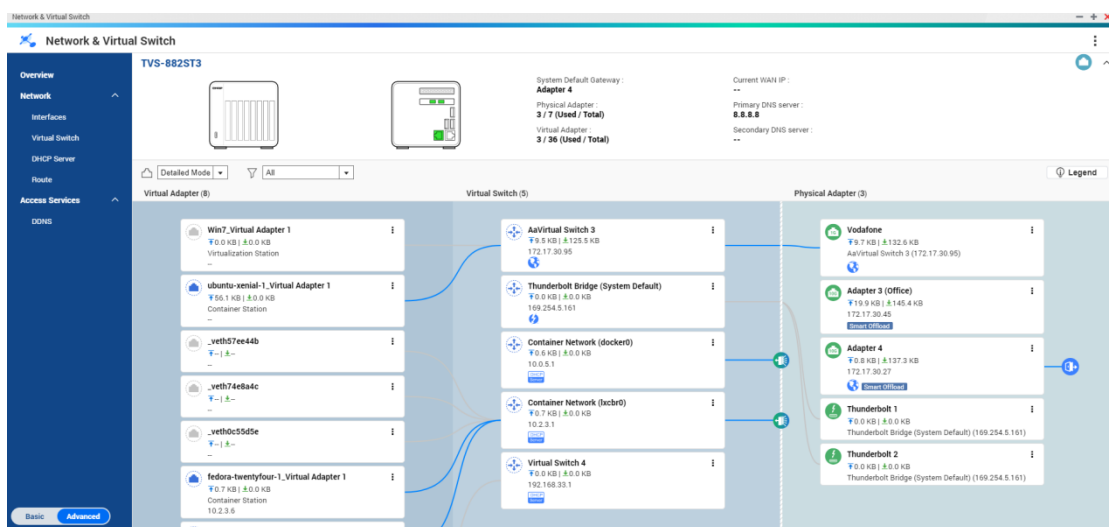 Network & Virtual Switch
Network & Virtual Switch
TVS-882ST3
Overview
Network
Interfaces
Virtual Switch
DHCP Server
Route
Access Services
DDNS
Basic
Advanced
System Default Gateway :
Adapter 4
Physical Adapter :
3 / 7 (Used / Total)
Virtual Adapter :
3 / 36 (Used / Total)
Current WAN IP :
--
Primary DNS server :
8.8.8.8
Secondary DNS server :
--
Detailed Mode
All
Legend
Virtual Adapter (8)
Win7_Virtual Adapter 1
0.0 KB | 0.0 KB
Virtualization Station
--
ubuntu-xenial-1_Virtual Adapter 1
56.1 KB | 0.0 KB
Container Station
--
_veth57ee44b
-- | --
--
_veth74e8a4c
-- | --
--
_veth0c55d5e
-- | --
--
fedora-twentyfour-1_Virtual Adapter 1
0.7 KB | 0.0 KB
Container Station
10.2.3.6
Virtual Switch (5)
AaVirtual Switch 3
9.5 KB | 125.5 KB
172.17.30.95
Thunderbolt Bridge (System Default)
0.0 KB | 0.0 KB
169.254.5.161
Container Network (docker0)
0.6 KB | 0.0 KB
10.0.5.1
DHCP
Server
Container Network (lxcbr0)
0.7 KB | 0.0 KB
10.2.3.1
DHCP
Server
Virtual Switch 4
0.0 KB | 0.0 KB
192.168.33.1
DHCP
Server
Physical Adapter (3)
Vodafone
9.7 KB | 132.6 KB
AaVirtual Switch 3 (172.17.30.95)
Adapter 3 (Office)
19.9 KB | 145.4 KB
172.17.30.45
Smart Offload
Adapter 4
0.8 KB | 137.3 KB
172.17.30.27
Smart Offload
Thunderbolt 1
0.0 KB | 0.0 KB
Thunderbolt Bridge (System Default) (169.254.5.161)
Thunderbolt 2
0.0 KB | 0.0 KB
Thunderbolt Bridge (System Default) (169.254.5.161)